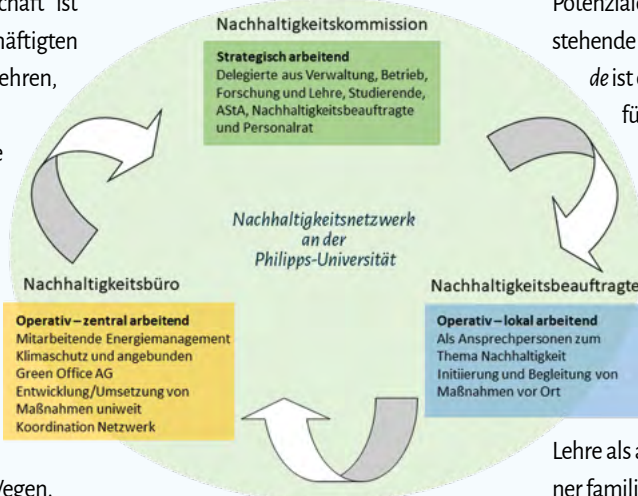 chaft" ist
häftigten
ehren,
e
Wegen.
Nachhaltigkeitskommission
Strategisch arbeitend
Delegierte aus Verwaltung, Betrieb,
Forschung und Lehre, Studierende,
AStA, Nachhaltigkeitsbeauftragte
und Personalrat
Nachhaltigkeitsnetzwerk
an der
Philipps-Universität
Nachhaltigkeitsbüro
Operativ – zentral arbeitend
Mitarbeitende Energiemanagement
Klimaschutz und angebunden
Green Office AG
Entwicklung/Umsetzung von
Maßnahmen uniweit
Koordination Netzwerk
Nachhaltigkeitsbeauftragte
Operativ – lokal arbeitend
Als Ansprechpersonen zum
Thema Nachhaltigkeit
Initiierung und Begleitung von
Maßnahmen vor Ort
Potenziale
stehende
de ist
fü
Lehre als a
ner famili